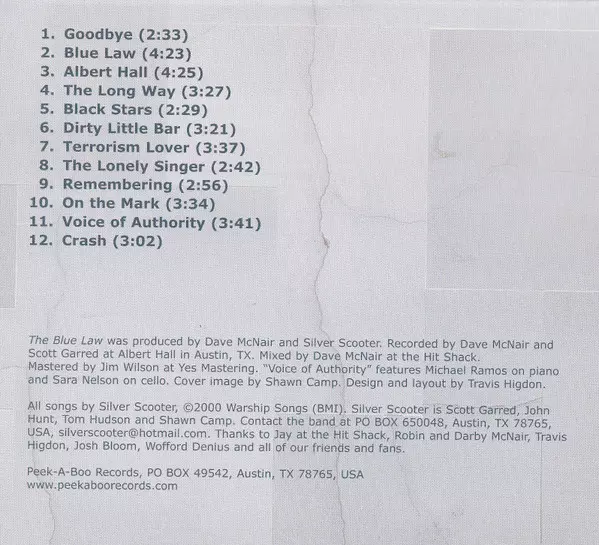 1. Goodbye (2:33)
2. Blue Law (4:23)
3. Albert Hall (4:25)
4. The Long Way (3:27)
5. Black Stars (2:29)
6. Dirty Little Bar (3:21)
7. Terrorism Lover (3:37)
8. The Lonely Singer (2:42)
9. Remembering (2:56)
10. On the Mark (3:34)
11. Voice of Authority (3:41)
12. Crash (3:02)
The Blue Law was produced by Dave McNair and Silver Scooter. Recorded by Dave McNair and
Scott Garred at Albert Hall in Austin, TX. Mixed by Dave McNair at the Hit Shack.
Mastered by Jim Wilson at Yes Mastering. “Voice of Authority” features Michael Ramos on piano
and Sara Nelson on cello. Cover image by Shawn Camp. Design and layout by Travis Higdon.
All songs by Silver Scooter, ©2000 Warship Songs (BMI). Silver Scooter is Scott Garred, John
Hunt, Tom Hudson and Shawn Camp. Contact the band at PO BOX 650048, Austin, TX 78765,
USA, silverscooter@hotmail.com. Thanks to Jay at the Hit Shack, Robin and Darby McNair, Travis
Higdon, Josh Bloom, Wofford Denius and all of our friends and fans.
Peek-A-Boo Records, PO BOX 49542, Austin, TX 78765, USA
www.peekaboorecords.com